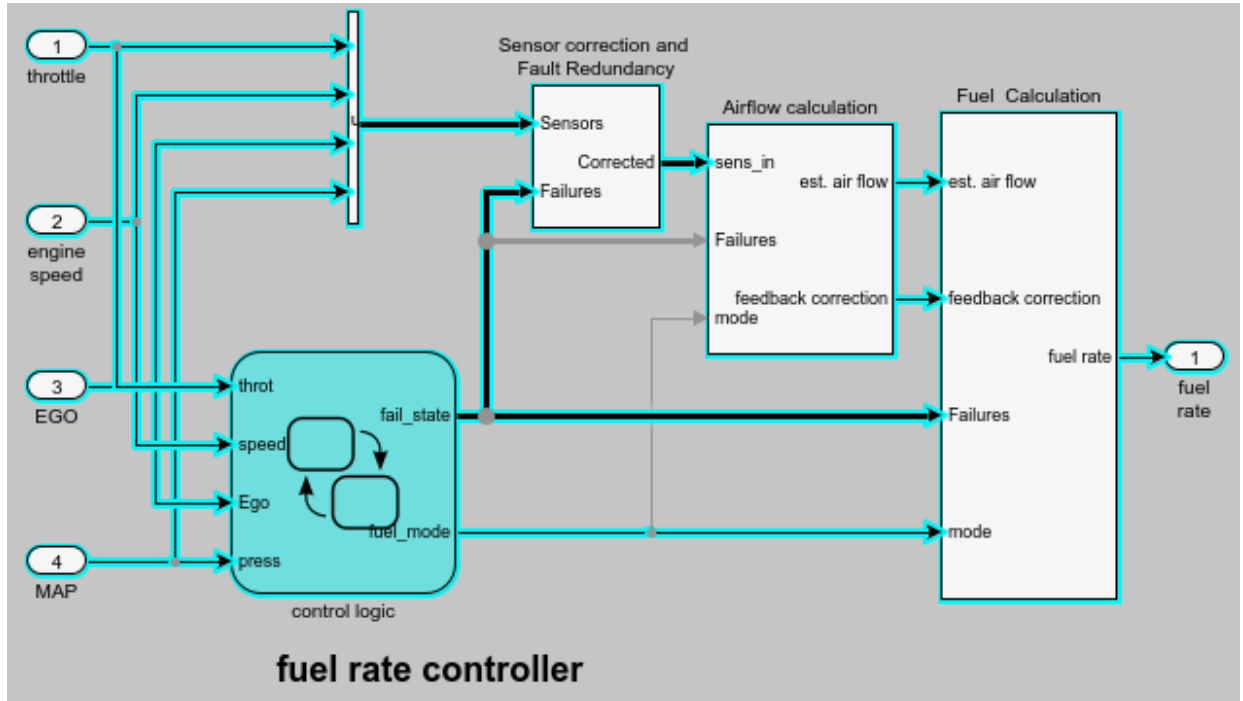 1
throttle
2
engine
speed
3
EGO
4
MAP
Sensor correction and
Fault Redundancy
Sensors
Corrected
Failures
Airflow calculation
sens_in
est. air flow
Failures
feedback correction
mode
Fuel Calculation
est. air flow
feedback correction
fuel rate
Failures
mode
1
fuel
rate
throt
fail_state
speed
Ego
fuel_mode
press
control logic
fuel rate controller